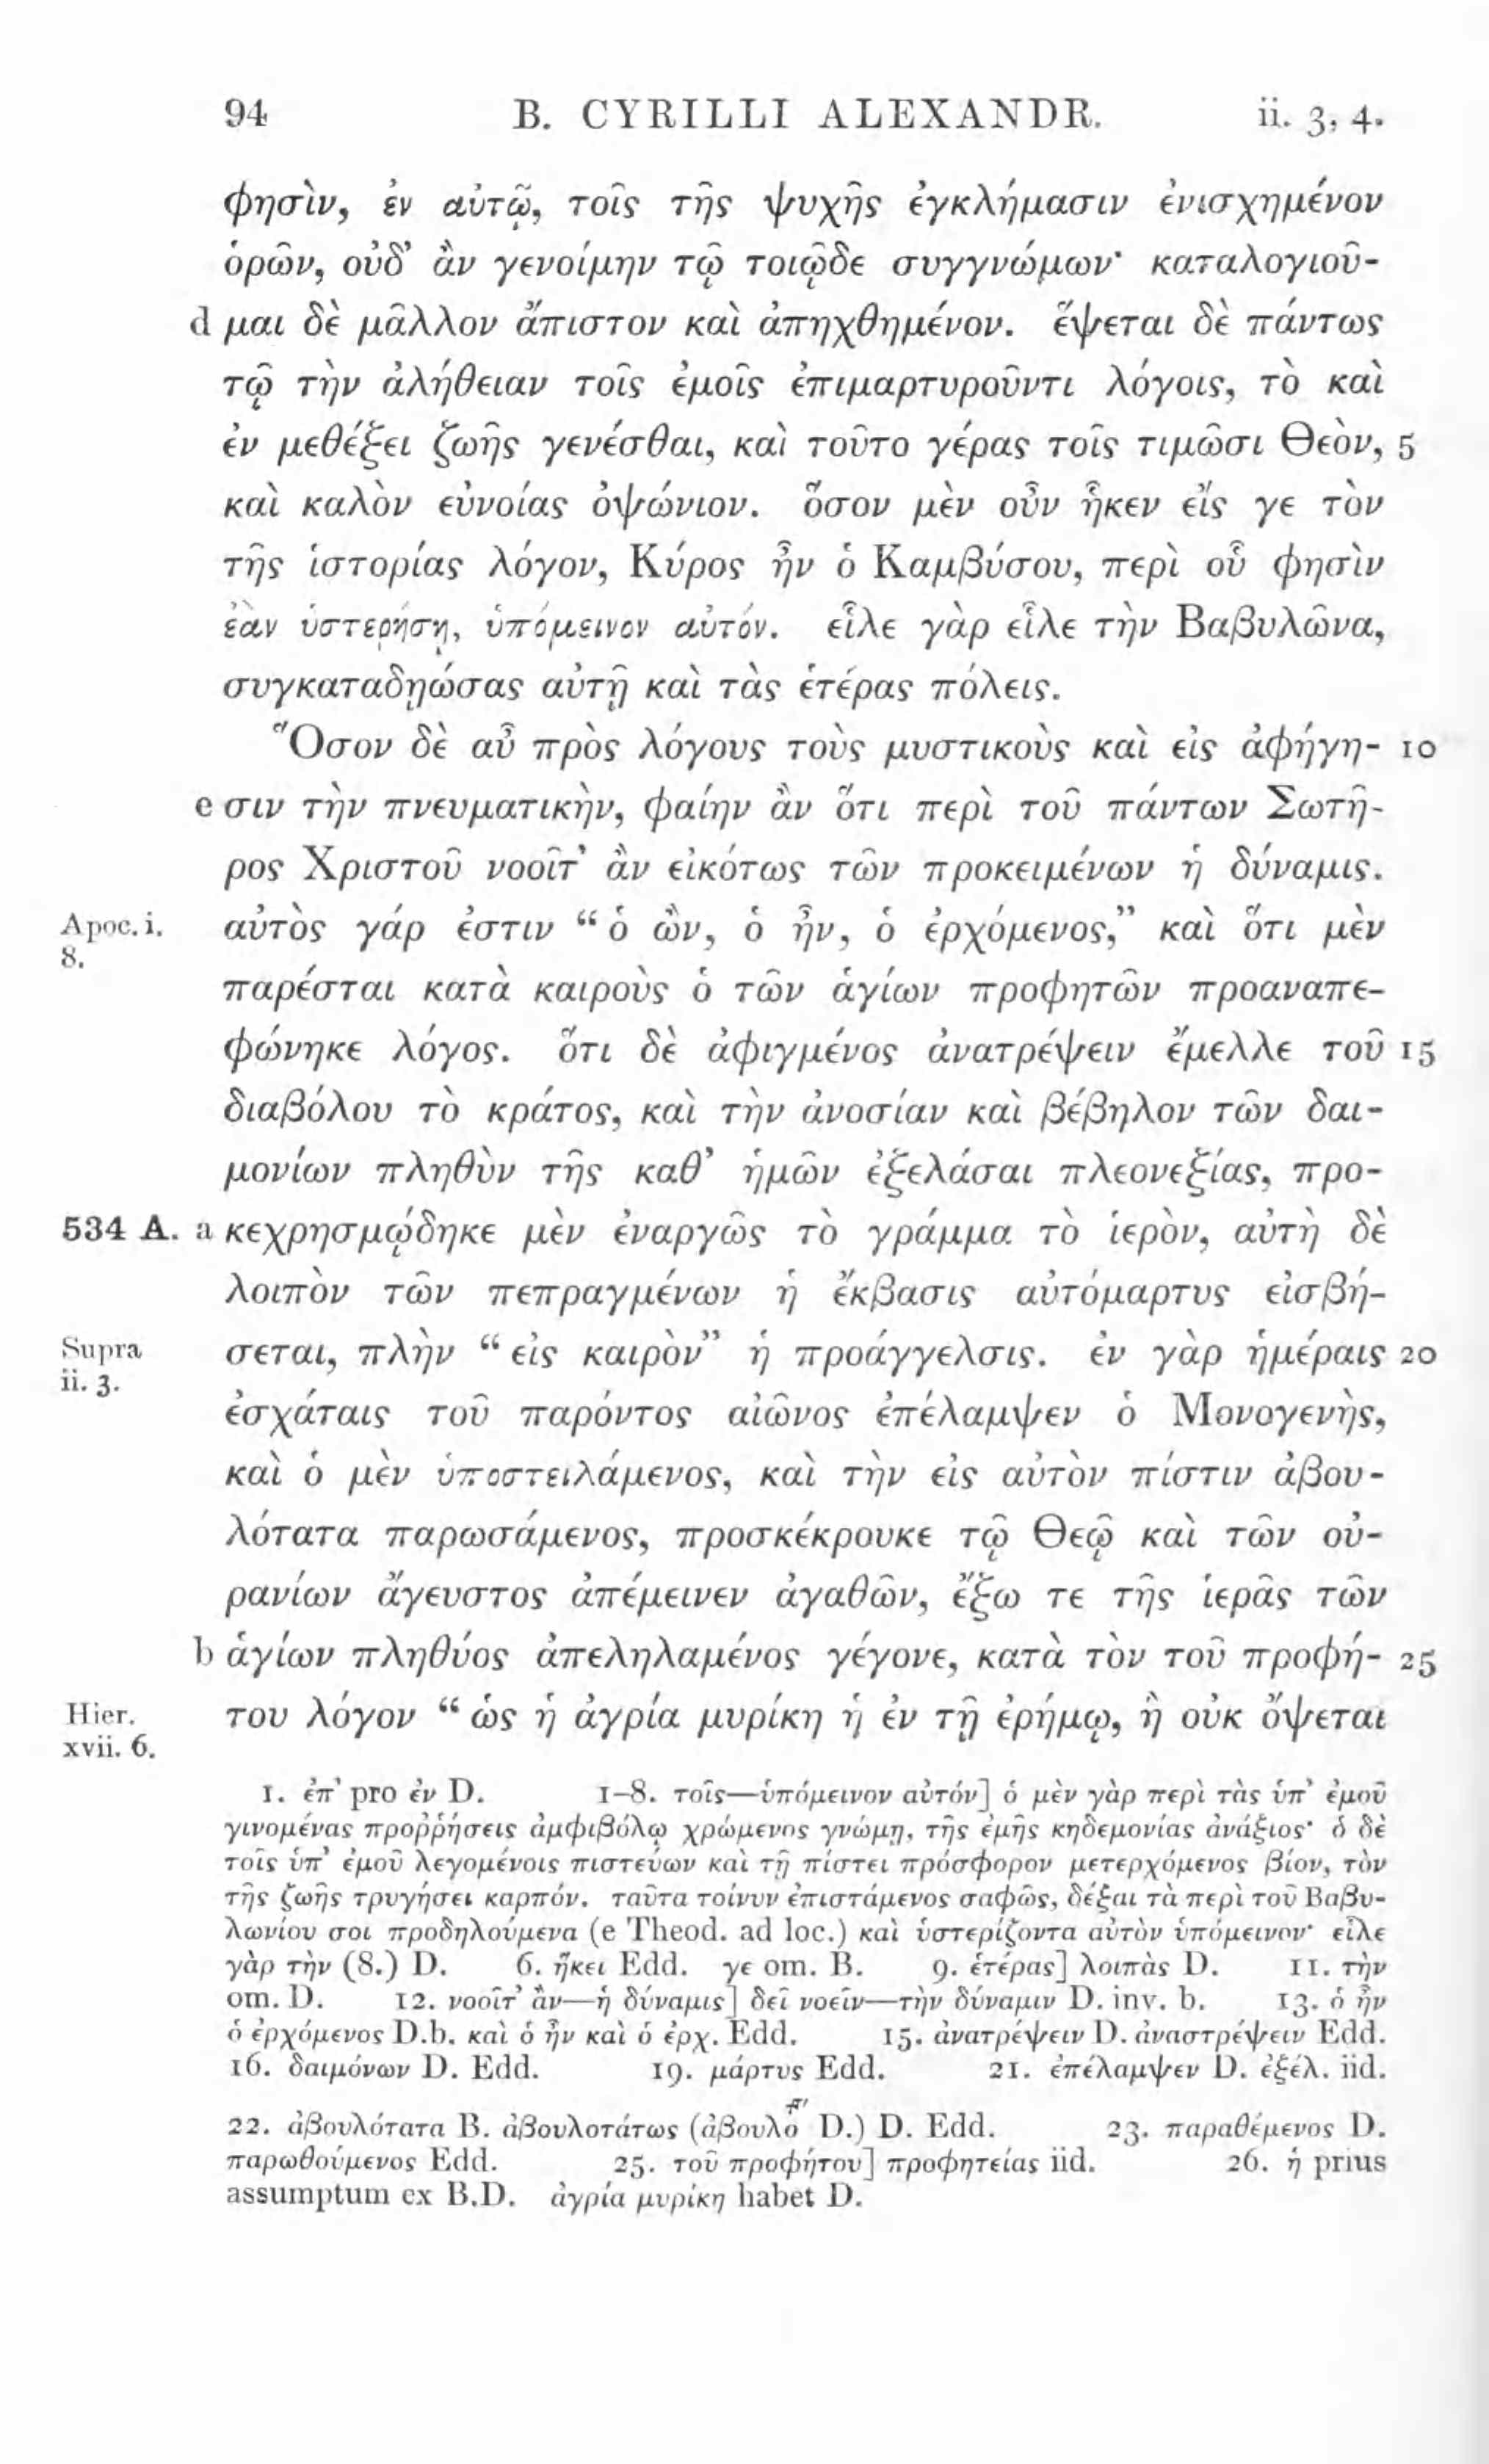 94 B. CYRILLI ALEXANDR. ii. 3, 4.
φησὶν, ἐν αὐτῷ, τοῖς τῆς ψυχῆς ἐγκλήμασιν ἐνισχημένον
ὁρῶν, οὐδ’ ἂν γενοίμην τῷ τοιῷδε συγγνώμων· καταλογιοῦ-
d μαι δὲ μᾶλλον ἄπιστον καὶ ἀπηχθημένον. ἕψεται δὲ πάντως
τῷ τὴν ἀλήθειαν τοῖς ἐμοῖς ἐπιμαρτυροῦντι λόγοις, τὸ καὶ
ἐν μεθέξει ζωῆς γενέσθαι, καὶ τοῦτο γέρας τοῖς τιμῶσι Θεὸν, 5
καὶ καλὸν εὐνοίας ὀψώνιον. ὅσον μὲν οὖν ἧκεν εἴς γε τὸν
τῆς ἱστορίας λόγον, Κύρος ἦν ὁ Καμβύσου, περὶ οὗ φησὶν
ἐὰν ὑστερήσῃ, ὑπόμεινον αὐτόν. εἷλε γὰρ εἷλε τὴν Βαβυλῶνα,
συγκαταδῃώσας αὐτῇ καὶ τὰς ἑτέρας πόλεις.
Ὅσον δὲ αὖ πρὸς λόγους τοὺς μυστικοὺς καὶ εἰς ἀφήγη- 10
e σιν τὴν πνευματικὴν, φαίην ἂν ὅτι περὶ τοῦ πάντων Σωτῆ-
ρος Χριστοῦ νοοῖτ’ ἂν εἰκότως τῶν προκειμένων ἡ δύναμις.
Apoc. i. αὐτὸς γάρ ἐστιν “ὁ ὢν, ὁ ἦν, ὁ ἐρχόμενος,” καὶ ὅτι μὲν
8.
παρέσται κατὰ καιροὺς ὁ τῶν ἁγίων προφητῶν προαναπε-
φώνηκε λόγος. ὅτι δὲ ἀφιγμένος ἀνατρέψειν ἔμελλε τοῦ 15
διαβόλου τὸ κράτος, καὶ τὴν ἀνοσίαν καὶ βέβηλον τῶν δαι-
μονίων πληθὺν τῆς καθ’ ἡμῶν ἐξελάσαι πλεονεξίας, προ-
534 A. a κεχρησμῴδηκε μὲν ἐναργῶς τὸ γράμμα τὸ ἱερὸν, αὐτὴ δὲ
λοιπὸν τῶν πεπραγμένων ἡ ἔκβασις αὐτόμαρτυς εἰσβή-
Supra σεται, πλὴν “εἰς καιρὸν” ἡ προάγγελσις. ἐν γὰρ ἡμέραις 20
ii. 3.
ἐσχάταις τοῦ παρόντος αἰῶνος ἐπέλαμψεν ὁ Μονογενὴς,
καὶ ὁ μὲν ὑποστειλάμενος, καὶ τὴν εἰς αὐτὸν πίστιν ἀβου-
λότατα παρωσάμενος, προσκέκρουκε τῷ Θεῷ καὶ τῶν οὐ-
ρανίων ἄγευστος ἀπέμεινεν ἀγαθῶν, ἔξω τε τῆς ἱερᾶς τῶν
b ἁγίων πληθύος ἀπεληλαμένος γέγονε, κατὰ τὸν τοῦ προφή- 25
Hier. του λόγον “ὡς ἡ ἀγρία μυρίκη ἡ ἐν τῇ ἐρήμῳ, ἣ οὐκ ὄψεται
xvii. 6.
1. ἐπ’ pro ἐν D. 1–8. τοῖς—ὑπόμεινον αὐτόν] ὁ μὲν γὰρ περὶ τὰς ὑπ’ ἐμοῦ
γινομένας προῤῥήσεις ἀμφιβόλῳ χρώμενος γνώμῃ, τῆς ἐμῆς κηδεμονίας ἀνάξιος· ὁ δὲ
τοῖς ὑπ’ ἐμοῦ λεγομένοις πιστεύων καὶ τῇ πίστει πρόσφορον μετερχόμενος βίον, τὸν
τῆς ζωῆς τρυγήσει καρπόν. ταῦτα τοίνυν ἐπιστάμενος σαφῶς, δέξαι τὰ περὶ τοῦ Βαβυ-
λωνίου σοι προδηλούμενα (e Theod. ad loc.) καὶ ὑστερίζοντα αὐτὸν ὑπόμεινον· εἷλε
γὰρ τὴν (8.) D. 6. ἥκει Edd. γε om. B. 9. ἑτέρας] λοιπὰς D. 11. τὴν
om. D. 12. νοοῖτ’ ἂν—ἡ δύναμις] δεῖ νοεῖν—τὴν δύναμιν D. inv. b. 13. ὁ ἦν
ὁ ἐρχόμενος D.b. καὶ ὁ ἦν καὶ ὁ ἐρχ. Edd. 15. ἀνατρέψειν D. ἀναστρέψειν Edd.
16. δαιμόνων D. Edd. 19. μάρτυς Edd. 21. ἐπέλαμψεν D. ἐξέλ. iid.
22. ἀβουλότατα B. ἀβουλοτάτως (ἀβουλο D.) D. Edd. 23. παραθέμενος D.
παρωθούμενος Edd. 25. τοῦ προφήτου] προφητείας iid. 26. ἡ prius
assumptum ex B.D. ἀγρία μυρίκη habet D.